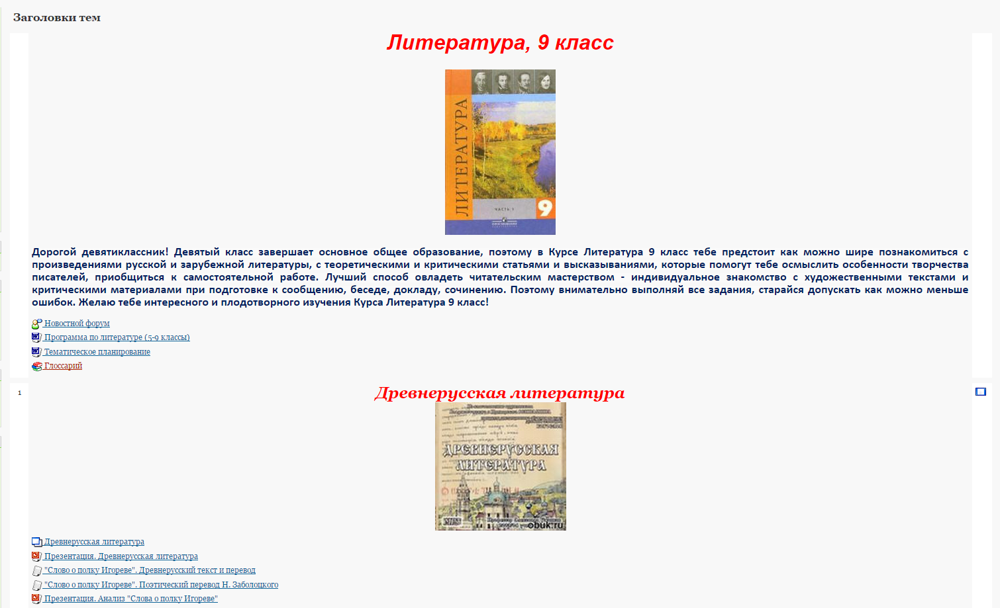 Заголовки тем
Литература, 9 класс
ЛИТЕРАТУРА
ЧАСТЬ 1
9
Дорогой девятиклассник! Девятый класс завершает основное общее образование, поэтому в Курсе Литература 9 класс тебе предстоит как можно шире познакомиться с
произведениями русской и зарубежной литературы, с теоретическими и критическими статьями и высказываниями, которые помогут тебе осмыслить особенности творчества
писателей, приобщиться к самостоятельной работе. Лучший способ овладеть читательским мастерством - индивидуальное знакомство с художественными текстами и
критическими материалами при подготовке к сообщению, беседе, докладу, сочинению. Поэтому внимательно выполняй все задания, старайся допускать как можно меньше
ошибок. Желаю тебе интересного и плодотворного изучения Курса Литература 9 класс!
Новостной форум
Программа по литературе (5-9 классы)
Тематическое планирование
Глоссарий
1
Древнерусская литература
ДРЕВНЕРУССКАЯ
ЛИТЕРАТУРА
MP3
obuk.ru
Древнерусская литература
Презентация. Древнерусская литература
"Слово о полку Игореве". Древнерусский текст и перевод
"Слово о полку Игореве". Поэтический перевод Н. Заболоцкого
Презентация. Анализ "Слова о полку Игореве"